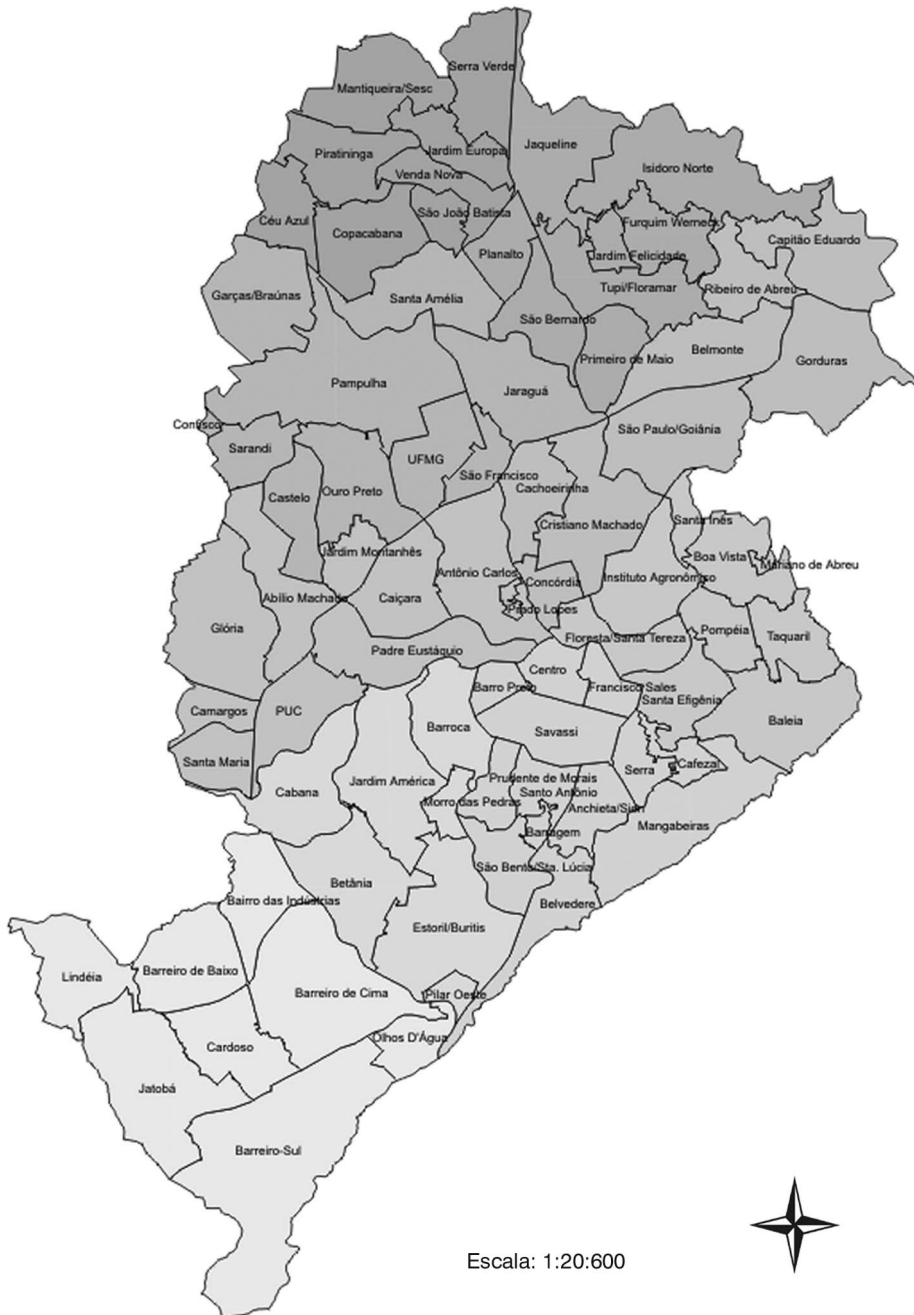 Serra Verde
Mantiqueira/Sesc
Jardim Europa
Jaqueline
Piratininga
Isidoro Norte
Venda Nova
Céu Azul
São João Batista
Furquim Werneck
Copacabana
Capitão Eduardo
Planalto
Jardim Felicidade
Garças/Braúnas
Santa Amélia
Tupi/Floramar
Ribeiro de Abreu
São Bernardo
Belmonte
Primeiro de Maio
Gorduras
Pampulha
Jaraguá
Confisco
São Paulo/Goiânia
Sarandi
UFMG
São Francisco
Castelo
Ouro Preto
Cachoeirinha
Cristiano Machado
Santa Inês
Jardim Montanhês
Boa Vista
Mariano de Abreu
Antônio Carlos
Concórdia
Instituto Agronômico
Abílio Machado
Caiçara
Prado Lopes
Glória
Pompéia
Floresta/Santa Tereza
Taquaril
Padre Eustáquio
Centro
Barro Preto
Francisco Sales
Santa Efigênia
Camargos
PUC
Barroca
Savassi
Baleia
Santa Maria
Cafezal
Serra
Jardim América
Prudente de Morais
Cabana
Santo Antônio
Morro das Pedras
Anchieta/Sion
Mangabeiras
Barragem
São Bento/Sta. Lúcia
Betânia
Bairro das Indústrias
Belvedere
Estoril/Buritis
Lindéia
Barreiro de Baixo
Barreiro de Cima
Pilar Oeste
Olhos D'Água
Cardoso
Jatobá
Barreiro-Sul
Escala: 1:20:600